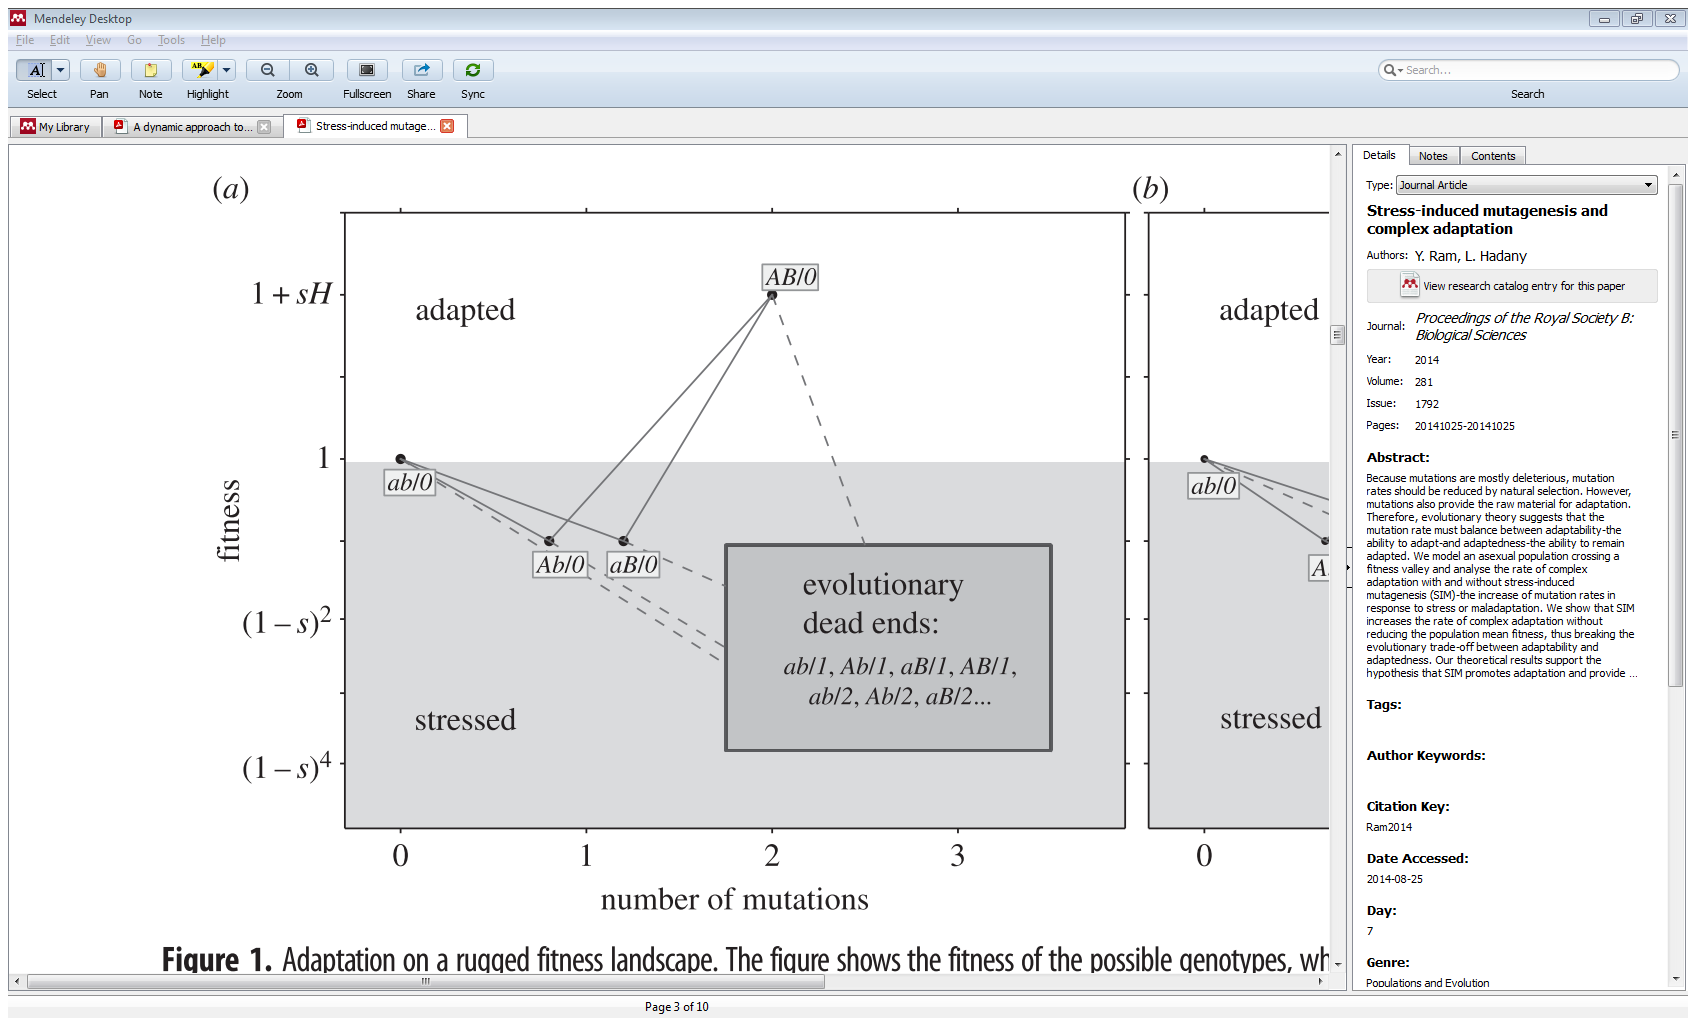 Mendeley Desktop
File Edit View Go Tools Help
Select Pan Note Highlight Zoom Fullscreen Share Sync
Search...
Search
My Library
A dynamic approach to...
Stress-induced mutage...
(a)
1 + sH
1
(1 – s)2
(1 – s)4
fitness
adapted
stressed
AB/0
ab/0
Ab/0
aB/0
evolutionary
dead ends:
ab/1, Ab/1, aB/1, AB/1,
ab/2, Ab/2, aB/2...
0 1 2 3
number of mutations
(b)
adapted
ab/0
A
stressed
0
Figure 1. Adaptation on a rugged fitness landscape. The figure shows the fitness of the possible genotypes, wh
Details Notes Contents
Type: Journal Article
Stress-induced mutagenesis and
complex adaptation
Authors: Y. Ram, L. Hadany
View research catalog entry for this paper
Journal: Proceedings of the Royal Society B:
Biological Sciences
Year: 2014
Volume: 281
Issue: 1792
Pages: 20141025-20141025
Abstract:
Because mutations are mostly deleterious, mutation
rates should be reduced by natural selection. However,
mutations also provide the raw material for adaptation.
Therefore, evolutionary theory suggests that the
mutation rate must balance between adaptability-the
ability to adapt-and adaptedness-the ability to remain
adapted. We model an asexual population crossing a
fitness valley and analyse the rate of complex
adaptation with and without stress-induced
mutagenesis (SIM)-the increase of mutation rates in
response to stress or maladaptation. We show that SIM
increases the rate of complex adaptation without
reducing the population mean fitness, thus breaking the
evolutionary trade-off between adaptability and
adaptedness. Our theoretical results support the
hypothesis that SIM promotes adaptation and provide ...
Tags:
Author Keywords:
Citation Key:
Ram2014
Date Accessed:
2014-08-25
Day:
7
Genre:
Populations and Evolution
Page 3 of 10